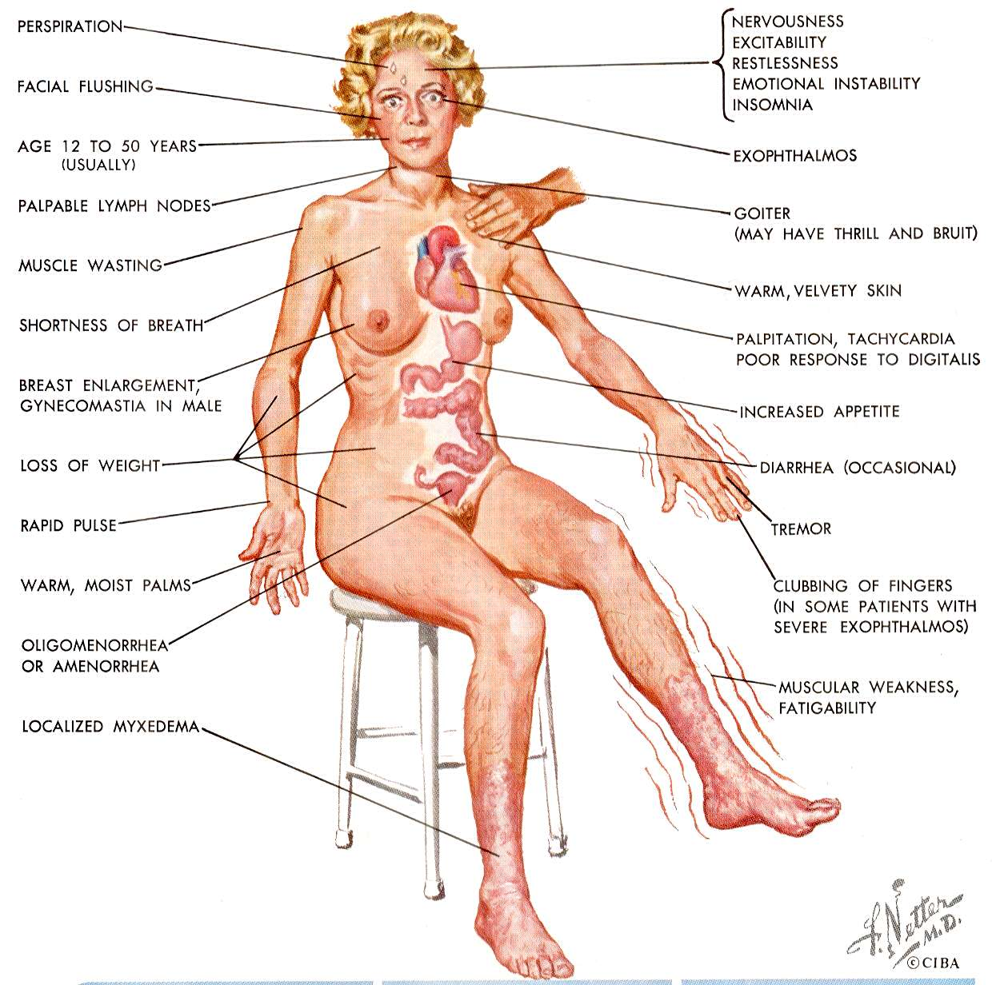 PERSPIRATION
FACIAL FLUSHING
AGE 12 TO 50 YEARS
(USUALLY)
PALPABLE LYMPH NODES
MUSCLE WASTING
SHORTNESS OF BREATH
BREAST ENLARGEMENT,
GYNECOMASTIA IN MALE
LOSS OF WEIGHT
RAPID PULSE
WARM, MOIST PALMS
OLIGOMENORRHEA
OR AMENORRHEA
LOCALIZED MYXEDEMA
NERVOUSNESS
EXCITABILITY
RESTLESSNESS
EMOTIONAL INSTABILITY
INSOMNIA
EXOPHTHALMOS
GOITER
(MAY HAVE THRILL AND BRUIT)
WARM, VELVETY SKIN
PALPITATION, TACHYCARDIA
POOR RESPONSE TO DIGITALIS
INCREASED APPETITE
DIARRHEA (OCCASIONAL)
TREMOR
CLUBBING OF FINGERS
(IN SOME PATIENTS WITH
SEVERE EXOPHTHALMOS)
MUSCULAR WEAKNESS,
FATIGABILITY
F. Netter
M.D.
© CIBA